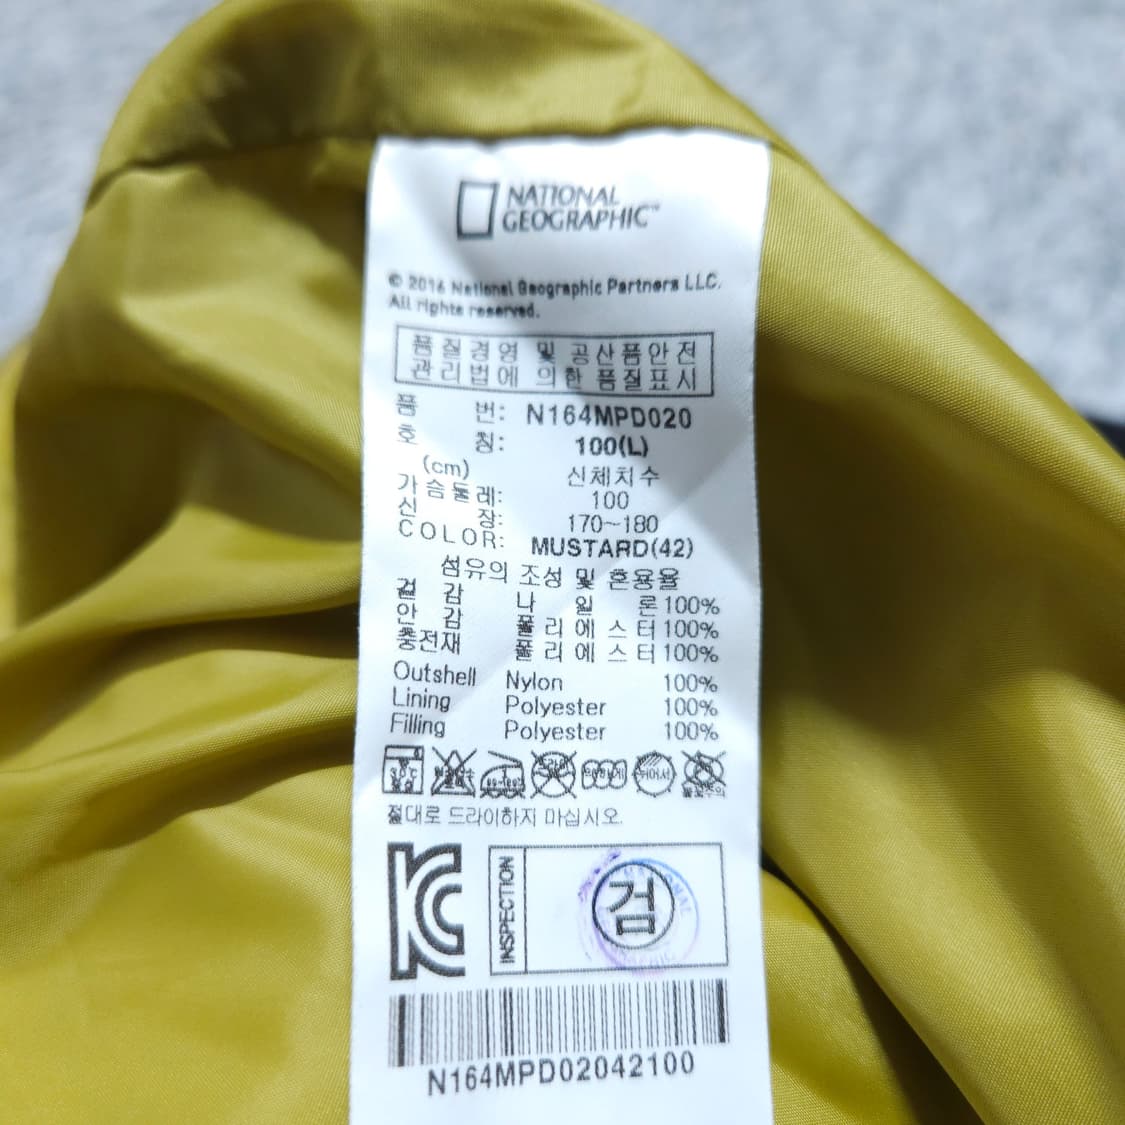 NATIONAL
GEOGRAPHIC™
© 2016 National Geographic Partners LLC.
All rights reserved.
품질경영 및 공산품안전
관리법에 의한 품질표시
품 번: N164MPD020
호 칭: 100(L)
(cm) 신체치수
가슴둘레: 100
신 장: 170~180
COLOR: MUSTARD(42)
섬유의 조성 및 혼용율
겉 감 나 일 론 100%
안 감 폴리에스터 100%
충전재 폴리에스터 100%
Outshell Nylon 100%
Lining Polyester 100%
Filling Polyester 100%
30℃
절대로 드라이하지 마십시오.
INSPECTION
검
N164MPD02042100